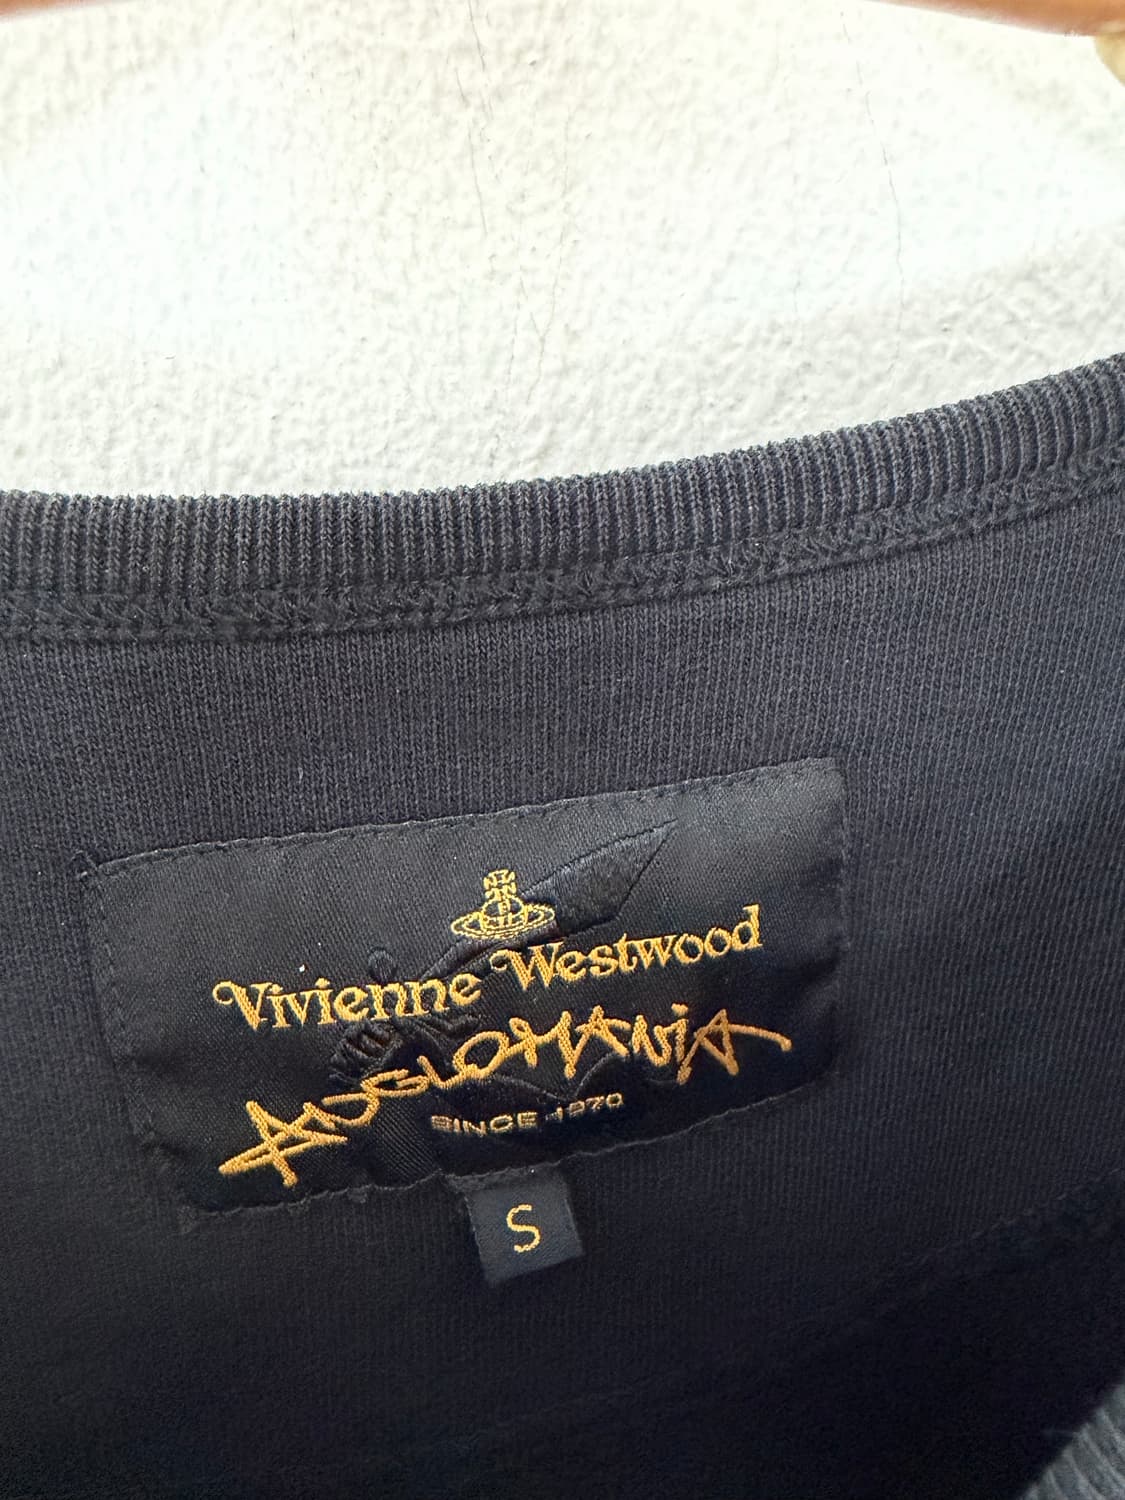 Vivienne Westwood
ANGLOMANiA
SINCE 1970
S